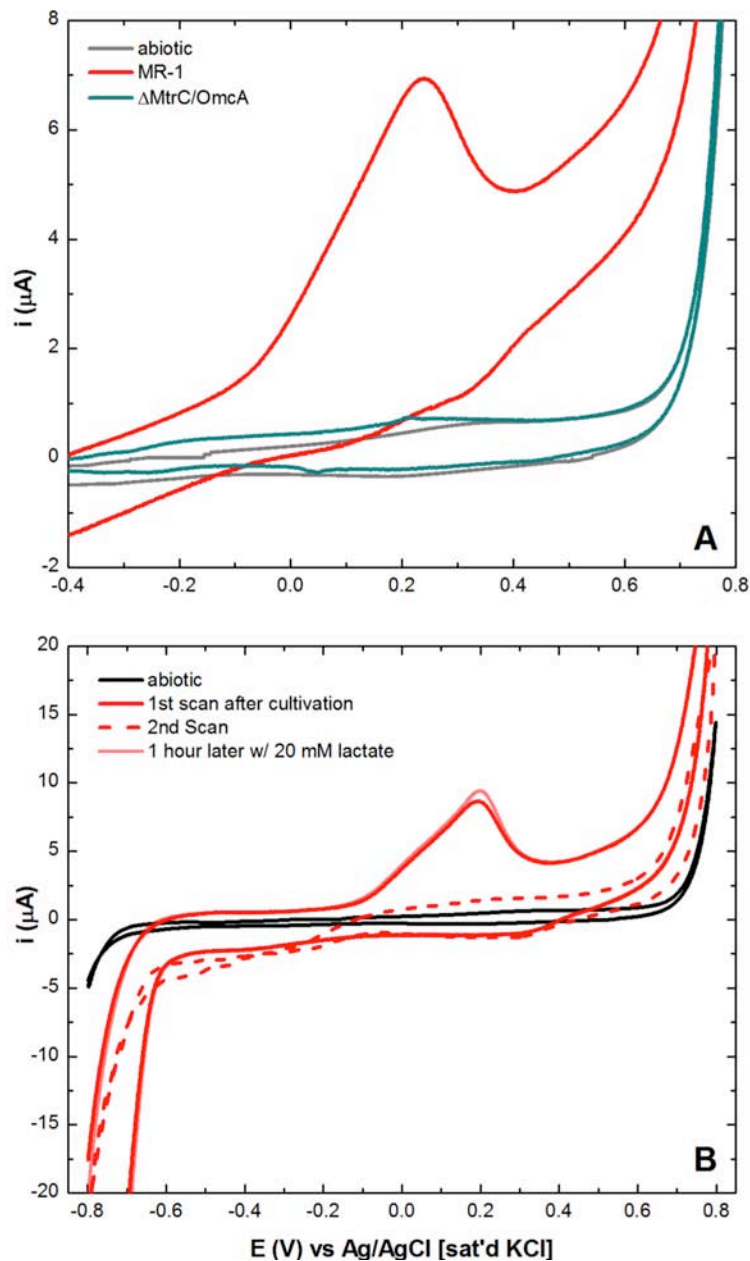 8
6
4
2
0
-2
i (μA)
abiotic
MR-1
ΔMtrC/OmcA
A
-0.4 -0.2 0.0 0.2 0.4 0.6 0.8
20
15
10
5
0
-5
-10
-15
-20
i (μA)
abiotic
1st scan after cultivation
2nd Scan
1 hour later w/ 20 mM lactate
B
-0.8 -0.6 -0.4 -0.2 0.0 0.2 0.4 0.6 0.8
E (V) vs Ag/AgCl [sat'd KCl]